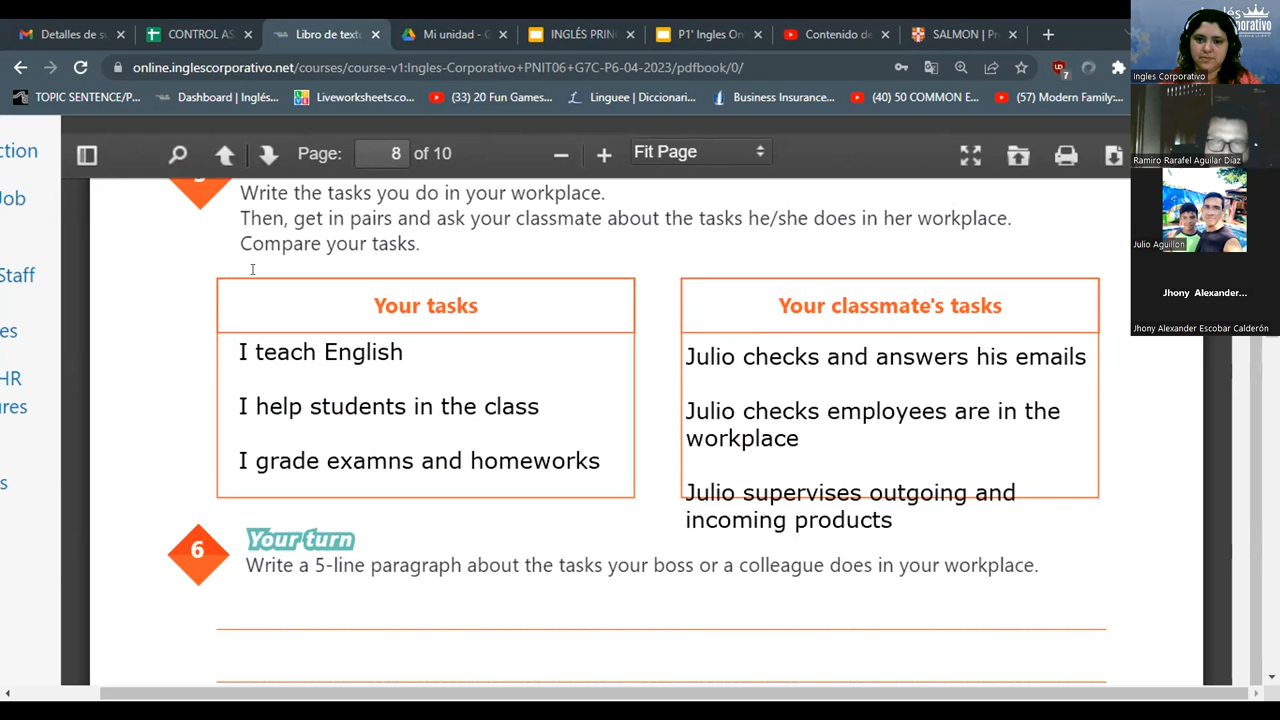 Detalles de su
CONTROL AS
Libro de texto
Mi unidad - G
INGLÉS PRIN
P1' Ingles On
Contenido de
SALMON | Pr
online.inglescorporativo.net/courses/course-v1:Ingles-Corporativo+PNIT06+G7C-P6-04-2023/pdfbook/0/
7
TOPIC SENTENCE/P...
Dashboard | Inglés...
Liveworksheets.co...
(33) 20 Fun Games...
Linguee | Diccionari...
Business Insurance...
(40) 50 COMMON E...
(57) Modern Family:...
Page: 8 of 10
Fit Page
ction
Job
Staff
es
HR
ures
s
Write the tasks you do in your workplace.
Then, get in pairs and ask your classmate about the tasks he/she does in her workplace.
Compare your tasks.
Your tasks
I teach English
I help students in the class
I grade examns and homeworks
Your classmate's tasks
Julio checks and answers his emails
Julio checks employees are in the
workplace
Julio supervises outgoing and
incoming products
6
Your turn
Write a 5-line paragraph about the tasks your boss or a colleague does in your workplace.
Ingles Corporativo
Ramiro Rararfel Aguilar Díaz
Julio Aguillon
Jhony Alexander...
Jhony Alexander Escobar Calderón